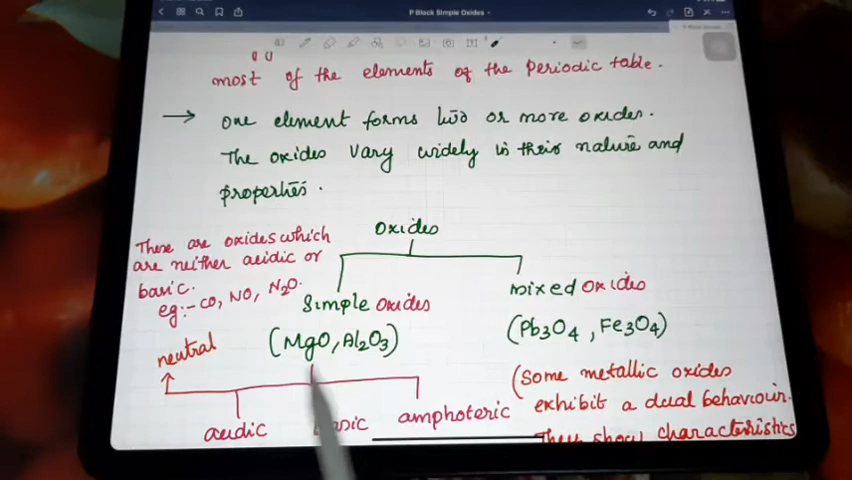 P Block Simple Oxides
most of the elements of the Periodic table.
→ One element forms two or more oxides.
The oxides vary widely in their nature and
properties.
Oxides
These are oxides which
are neither acidic or
basic.
eg:- CO, NO, N2O.
Simple Oxides
(MgO, Al2O3)
mixed Oxides
(Pb3O4, Fe3O4)
neutral
acidic
amphoteric
(Some metallic oxides
exhibit a dual behaviour.
They show characteristics